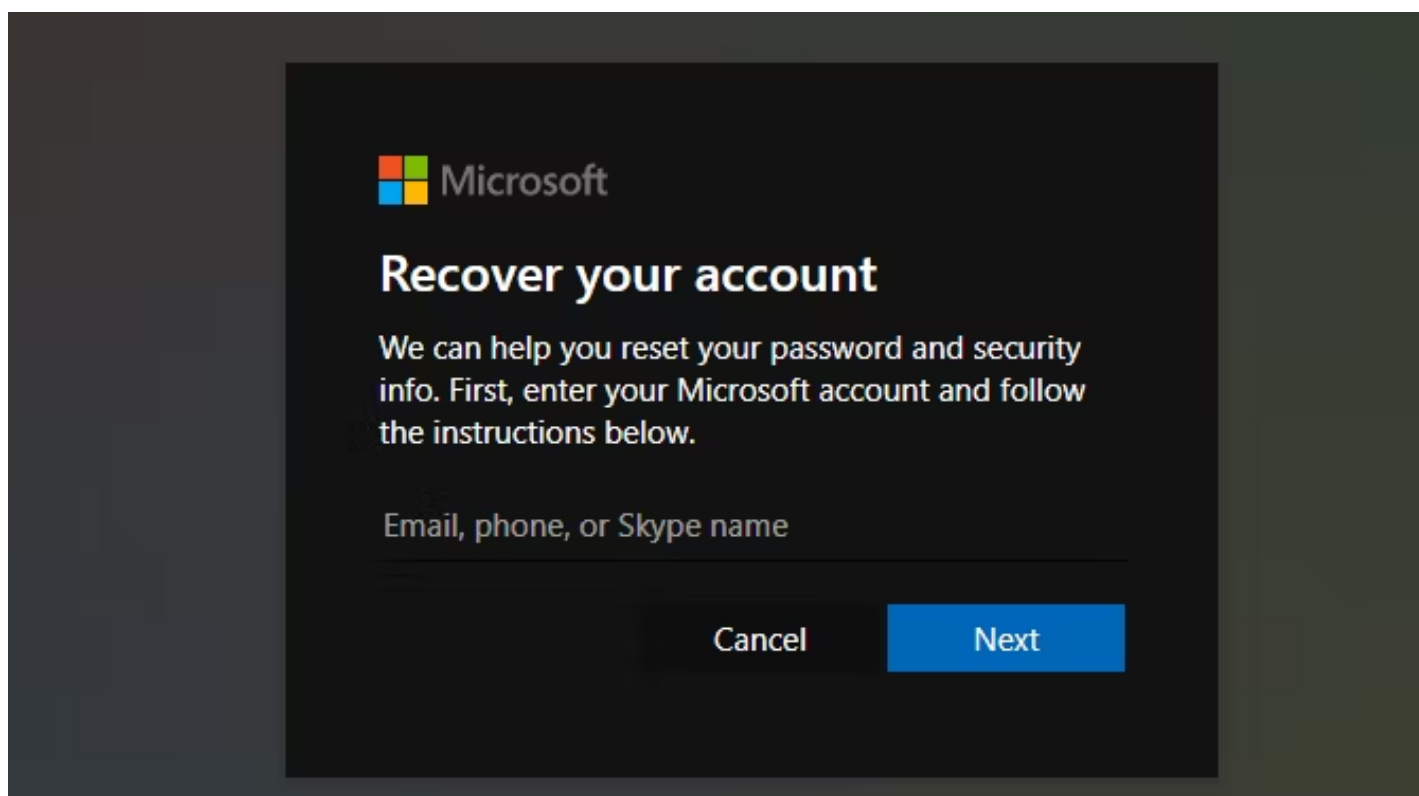 Microsoft
Recover your account
We can help you reset your password and security
info. First, enter your Microsoft account and follow
the instructions below.
Email, phone, or Skype name
Cancel Next